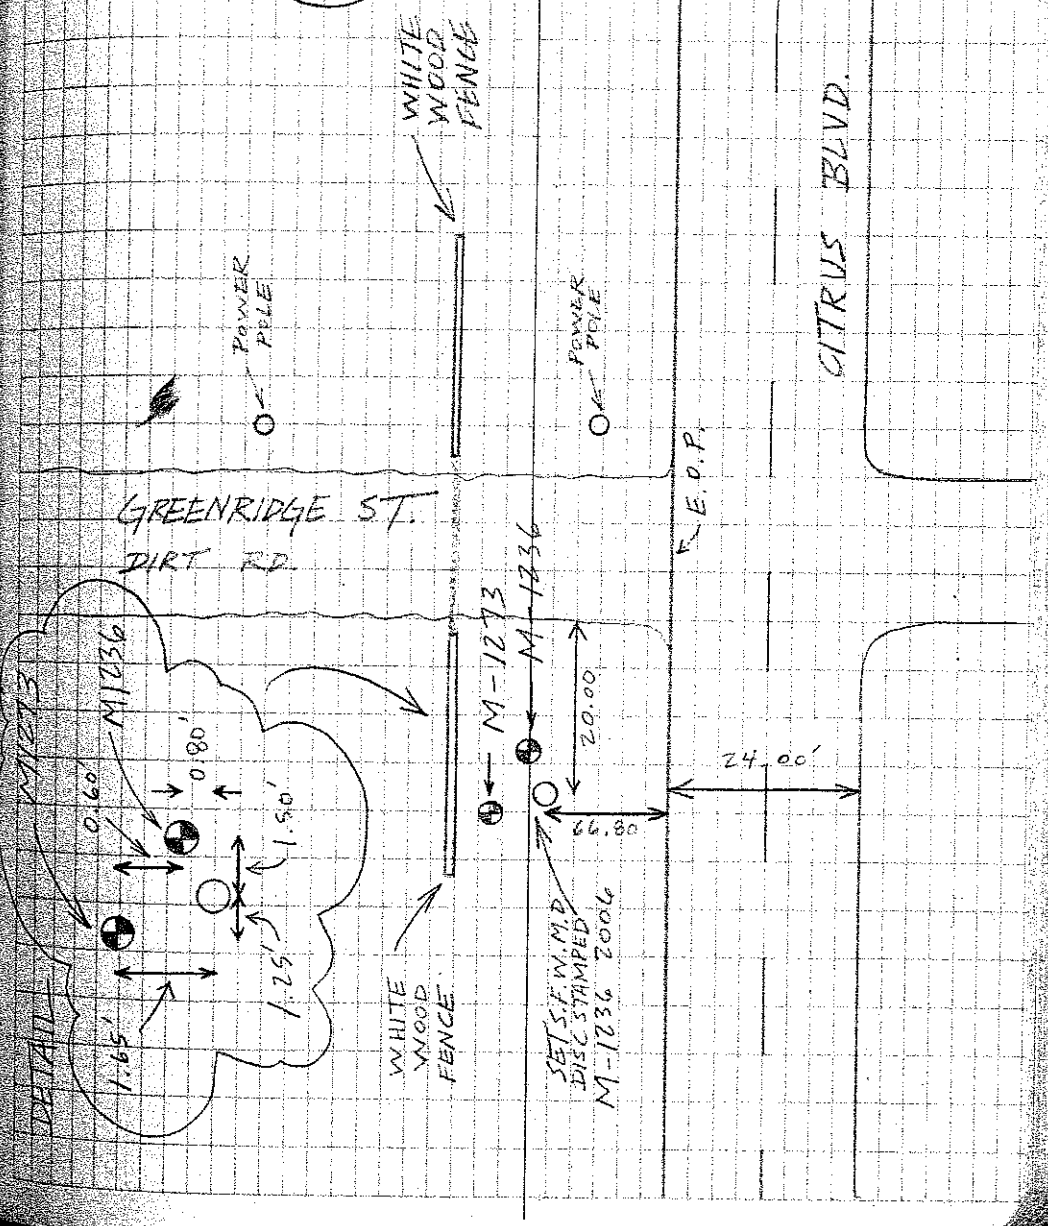 WHITE
WOOD
FENCE
CITRUS BLVD.
POWER
POLE
POWER
POLE
E.O.P.
GREENRIDGE ST.
DIRT RD.
M-1273
M-1236
20.00
24.00'
66.80
DETAIL
M1273
M1236
0.60'
0.80'
1.80'
1.25'
1.65'
WHITE
WOOD
FENCE
SET S.F.W.M.D.
DISC STAMPED
M-1236 2006